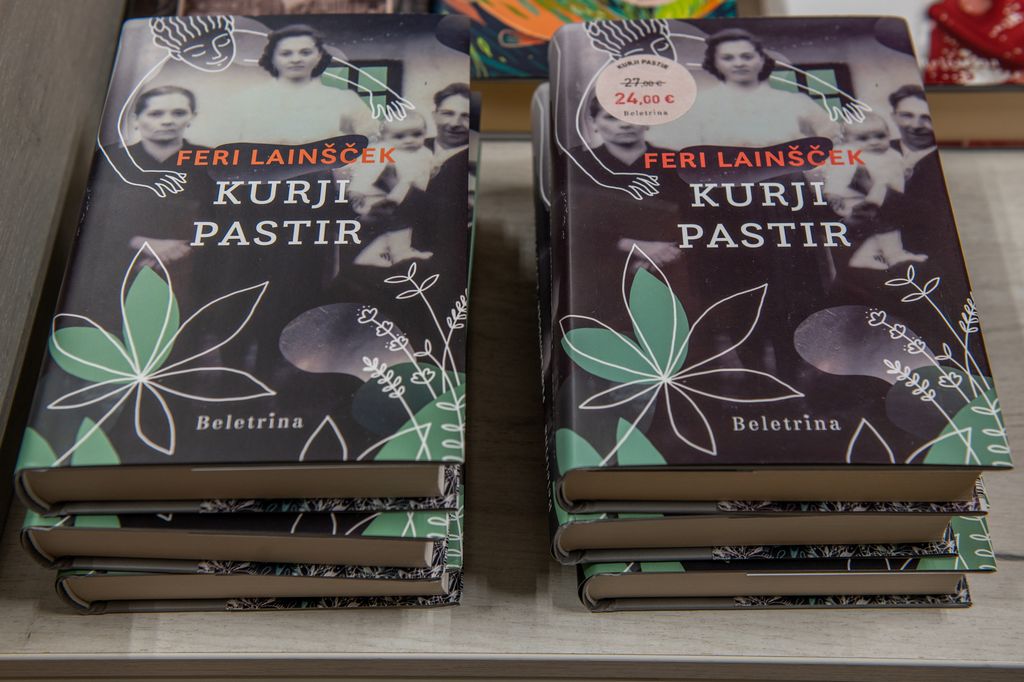 FERI LAINŠČEK
KURJI
PASTIR
Beletrina
KURJI PASTIR
27,00 €
24,00 €
Beletrina
FERI LAINŠČEK
KURJI
PASTIR
Beletrina